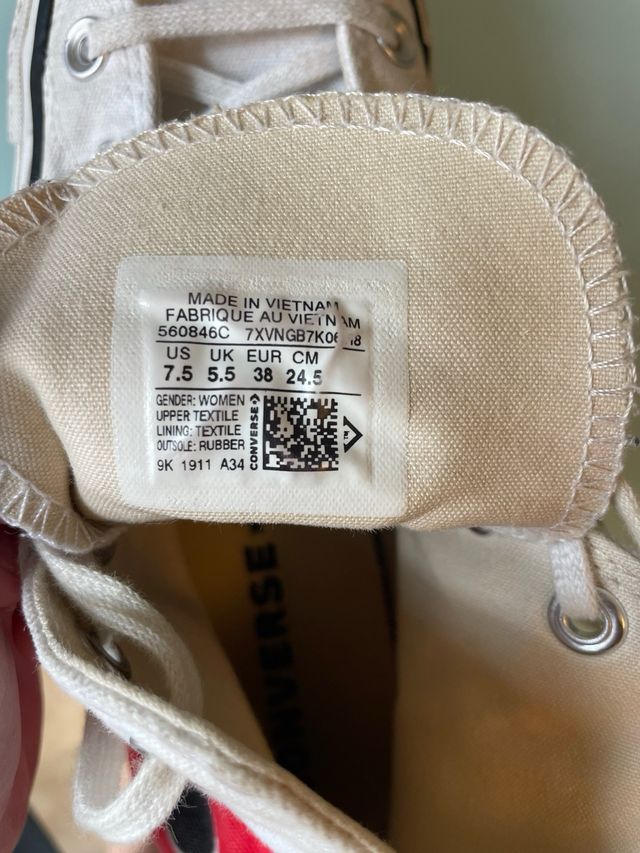 MADE IN VIETNAM
FABRIQUE AU VIETNAM
560846C
US UK EUR CM
7.5 5.5 38 24.5
GENDER: WOMEN
UPPER TEXTILE
LINING: TEXTILE
OUTSOLE: RUBBER
9K 1911 A34
CONVERSE
CONVERSE